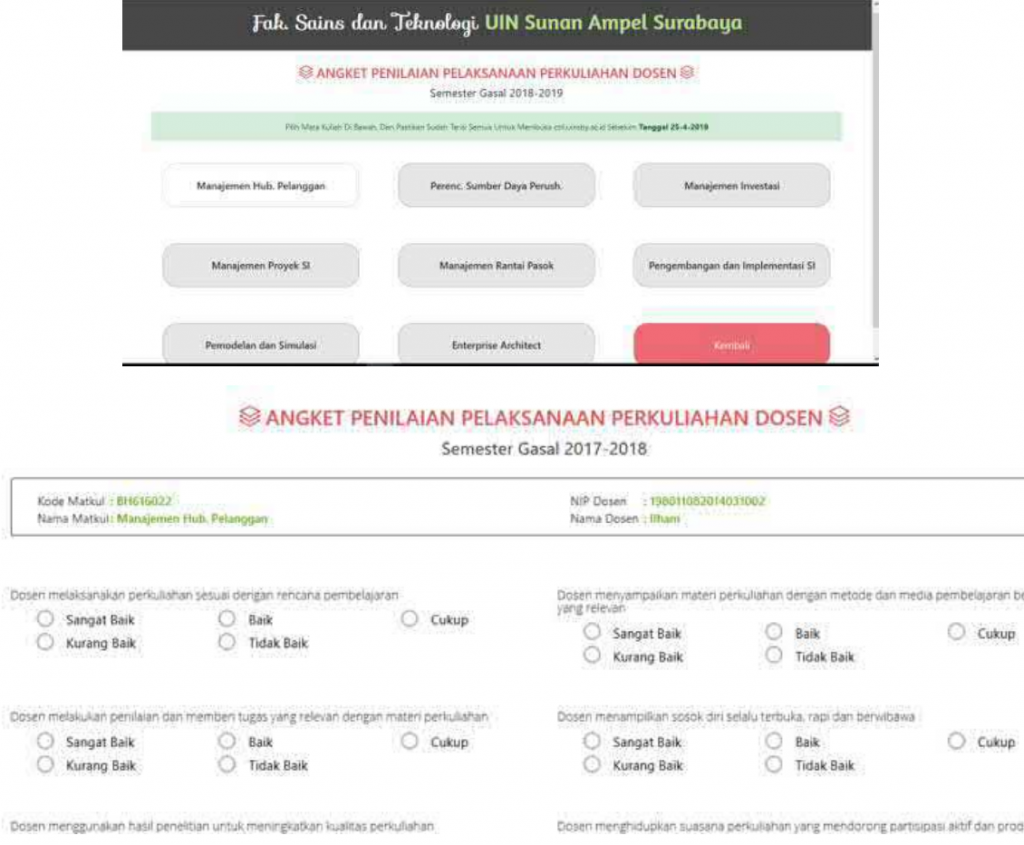 Fak. Sains dan Teknologi UIN Sunan Ampel Surabaya
ANGKET PENILAIAN PELAKSANAAN PERKULIAHAN DOSEN
Semester Gasal 2018-2019
Pilih Mata Kuliah Di Bawah, Dan Pastikan Sudah Terisi Semua Untuk Membuka Sebelum Tanggal 25-4-2019
Manajemen Hub. Pelanggan
Perenc. Sumber Daya Perush.
Manajemen Investasi
Manajemen Proyek SI
Manajemen Rantai Pasok
Pengembangan dan Implementasi SI
Pemodelan dan Simulasi
Enterprise Architect
Kembali
ANGKET PENILAIAN PELAKSANAAN PERKULIAHAN DOSEN
Semester Gasal 2017-2018
Kode Matkul : BH616022
NIP Dosen : 198011082014031002
Nama Matkul: Manajemen Hub. Pelanggan
Nama Dosen : Ilham
Dosen melaksanakan perkuliahan sesuai dengan rencana pembelajaran
Sangat Baik Baik Cukup
Kurang Baik Tidak Baik
Dosen menyampaikan materi perkuliahan dengan metode dan media pembelajaran be
yang relevan
Sangat Baik Baik Cukup
Kurang Baik Tidak Baik
Dosen melakukan penilaian dan memberi tugas yang relevan dengan materi perkuliahan
Sangat Baik Baik Cukup
Kurang Baik Tidak Baik
Dosen menampilkan sosok diri selalu terbuka, rapi dan berwibawa
Sangat Baik Baik Cukup
Kurang Baik Tidak Baik
Dosen menggunakan hasil penelitian untuk meningkatkan kualitas perkuliahan
Dosen menghidupkan suasana perkuliahan yang mendorong partisipasi aktif dan prod